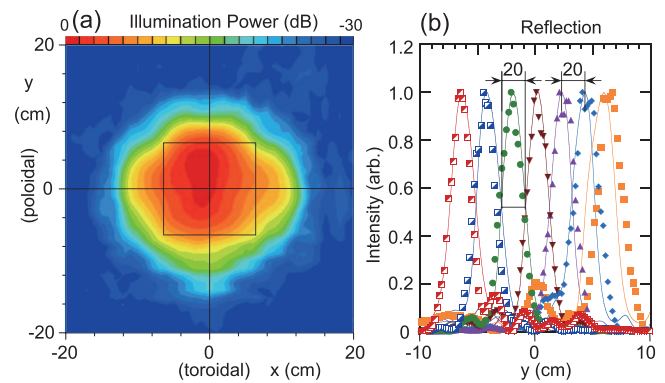 (a) Illumination Power (dB)
0 -30
20
y
(cm)
(poloidal)
0
-20
-20 0 20
(toroidal) x (cm)
(b) Reflection
1.2
1.0
0.8
0.6
0.4
0.2
0
Intensity (arb.)
20 20
-10 -5 0 5 10
y (cm)